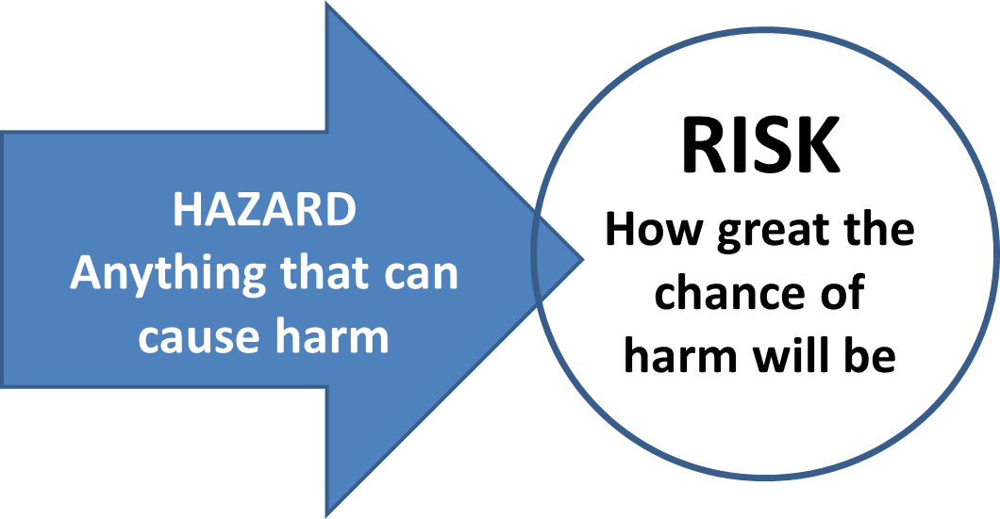 HAZARD
Anything that can
cause harm
RISK
How great the
chance of
harm will be